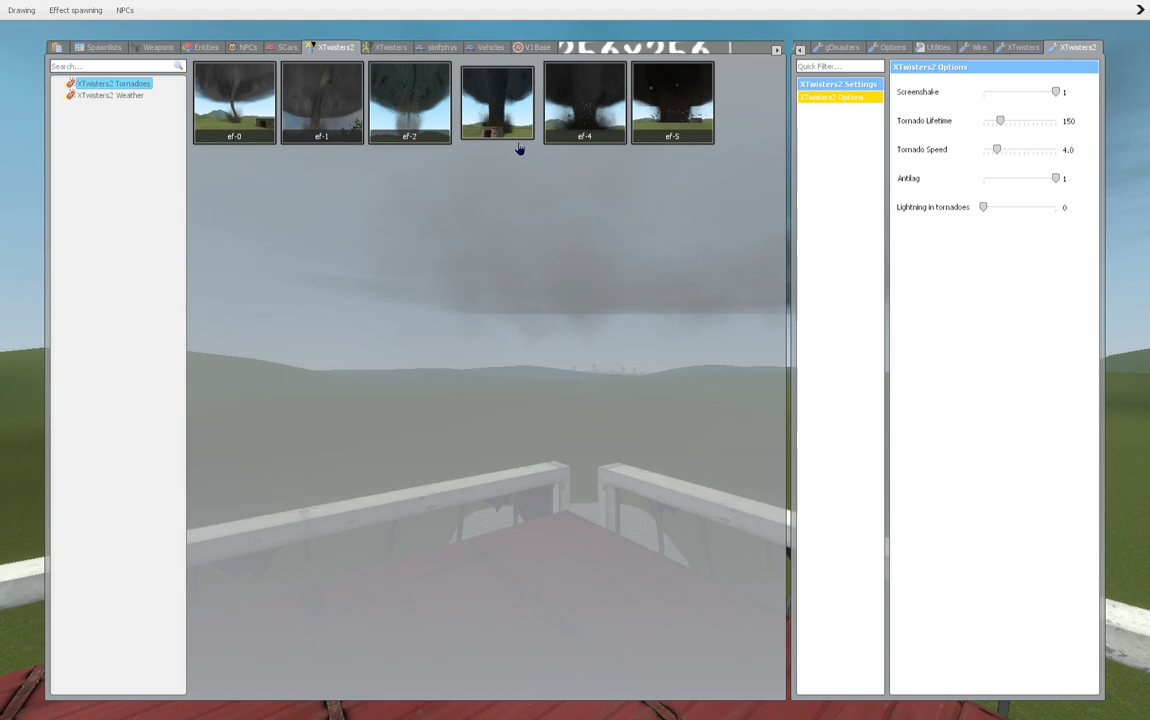 Drawing Effect spawning NPCs
Spawnlists Weapons Entities NPCs SCars XTwisters2 XTwisters simfphys Vehicles VJ Base 256x256
gDisasters Options Utilities Wire XTwisters XTwisters2
Search...
XTwisters2 Tornadoes
XTwisters2 Weather
ef-0 ef-1 ef-2 ef-4 ef-5
Quick Filter...
XTwisters2 Settings
XTwisters2 Options
XTwisters2 Options
Screenshake 1
Tornado Lifetime 150
Tornado Speed 4.0
Antilag 1
Lightning in tornadoes 0